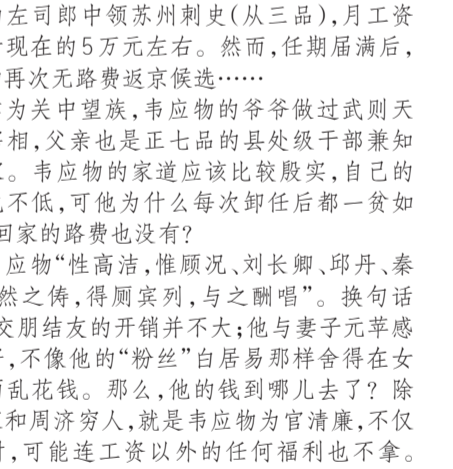 左司郎中领苏州刺史(从三品),月工资
现在的5万元左右。然而,任期届满后,
再次无路费返京候选……
为关中望族,韦应物的爷爷做过武则天
相,父亲也是正七品的县处级干部兼知
。韦应物的家道应该比较殷实,自己的
不低,可他为什么每次卸任后都一贫如
回家的路费也没有?
应物“性高洁,惟顾况、刘长卿、邱丹、秦
然之俦,得厕宾列,与之酬唱”。换句话
交朋结友的开销并不大;他与妻子元苹感
,不像他的“粉丝”白居易那样舍得在女
乱花钱。那么,他的钱到哪儿去了?除
和周济穷人,就是韦应物为官清廉,不仅
,可能连工资以外的任何福利也不拿。